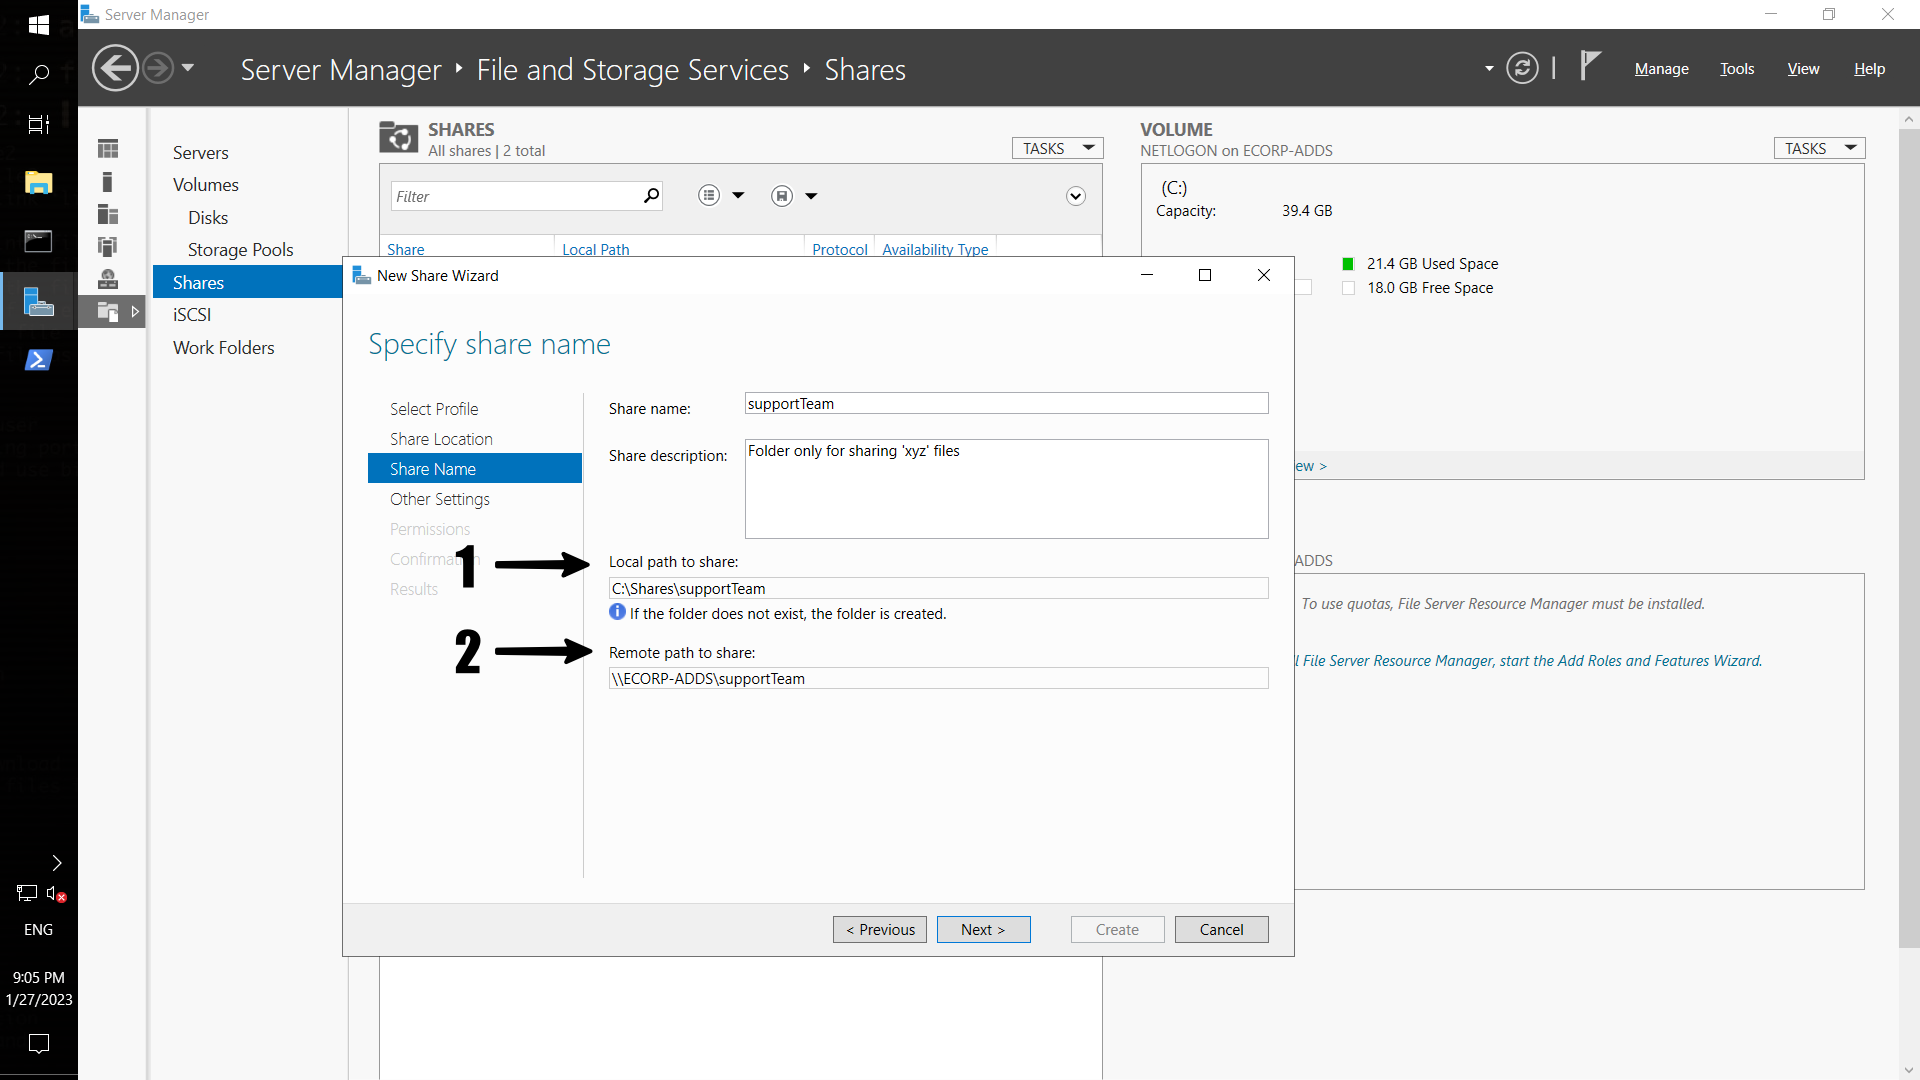 Server Manager
Server Manager ‣ File and Storage Services ‣ Shares
Manage
Tools
View
Help
Servers
Volumes
Disks
Storage Pools
Shares
iSCSI
Work Folders
SHARES
All shares | 2 total
TASKS
Filter
Share
Local Path
Protocol
Availability Type
VOLUME
NETLOGON on ECORP-ADDS
TASKS
(C:)
Capacity:
39.4 GB
21.4 GB Used Space
18.0 GB Free Space
ew >
ADDS
To use quotas, File Server Resource Manager must be installed.
l File Server Resource Manager, start the Add Roles and Features Wizard.
New Share Wizard
Specify share name
Select Profile
Share Location
Share Name
Other Settings
Permissions
Confirmation
Results
Share name:
supportTeam
Share description:
Folder only for sharing 'xyz' files
1
Local path to share:
C:\Shares\supportTeam
If the folder does not exist, the folder is created.
2
Remote path to share:
\\ECORP-ADDS\supportTeam
< Previous
Next >
Create
Cancel
ENG
9:05 PM
1/27/2023